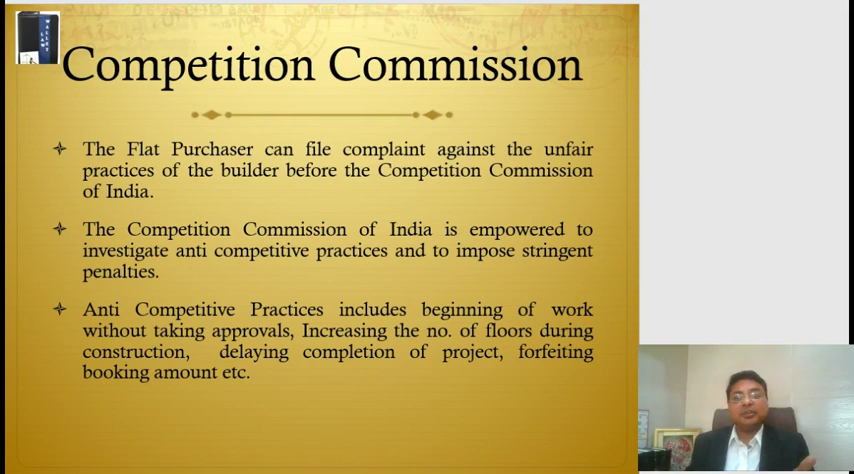 WALLET
LAW
Competition Commission
The Flat Purchaser can file complaint against the unfair
practices of the builder before the Competition Commission
of India.
The Competition Commission of India is empowered to
investigate anti competitive practices and to impose stringent
penalties.
Anti Competitive Practices includes beginning of work
without taking approvals, Increasing the no. of floors during
construction, delaying completion of project, forfeiting
booking amount etc.